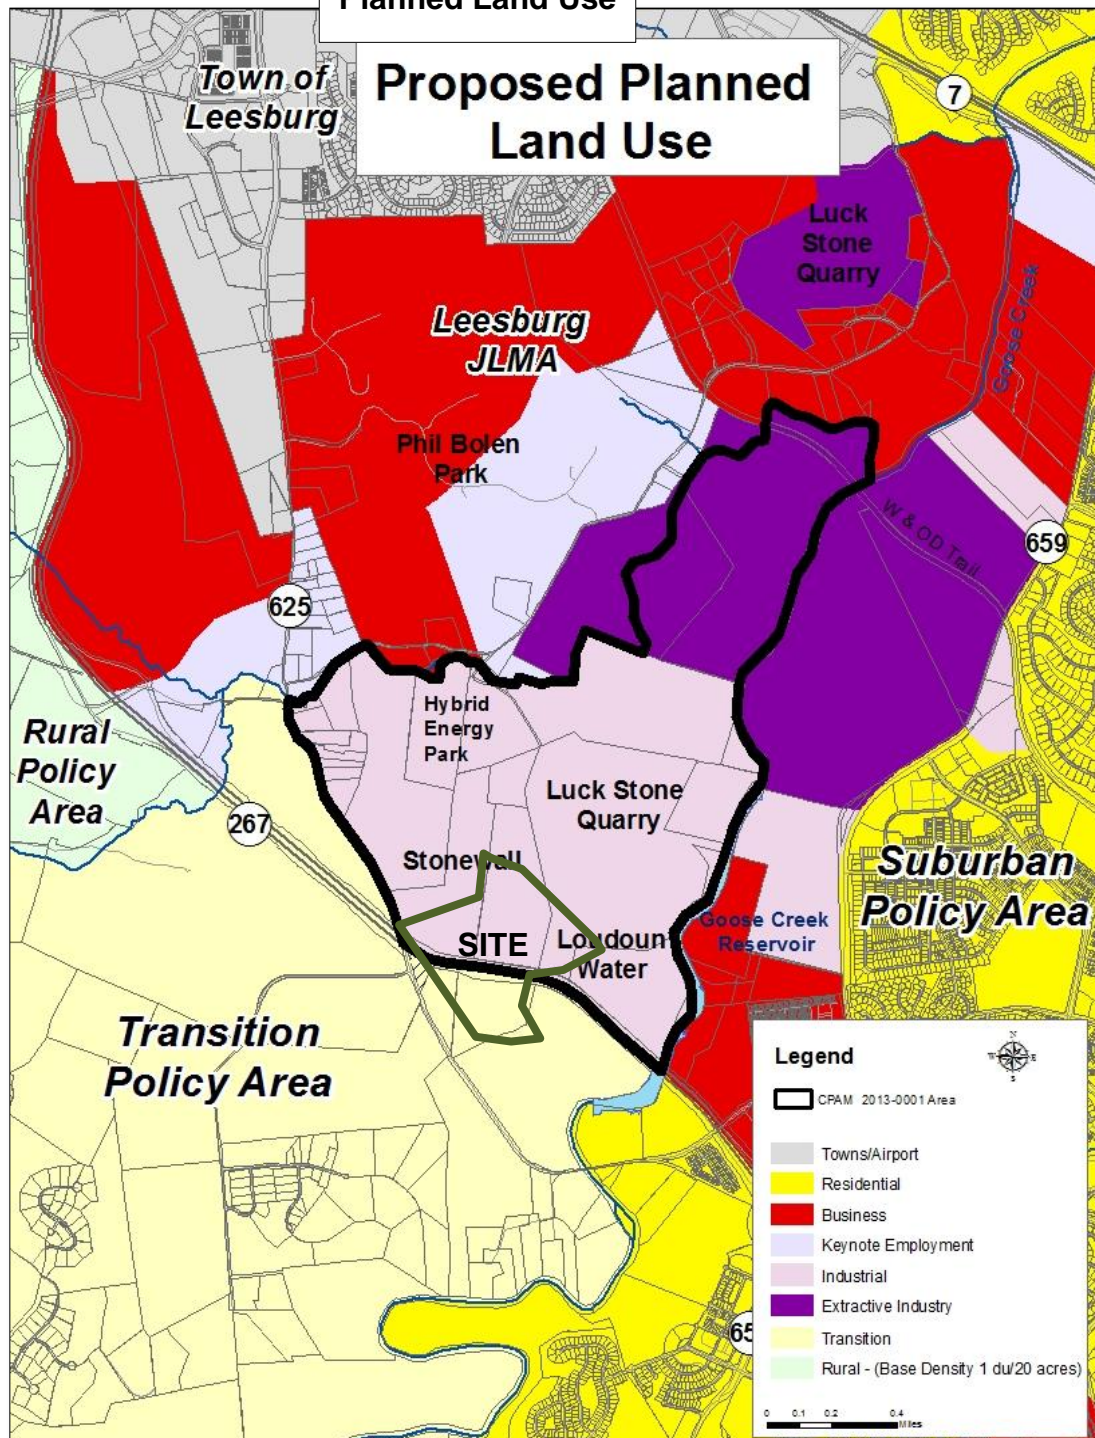 Planned Land Use
Proposed Planned
Land Use
Town of
Leesburg
7
Luck
Stone
Quarry
Goose Creek
Leesburg
JLMA
Phil Bolen
Park
W & OD Trail
659
625
Hybrid
Energy
Park
Rural
Policy
Area
267
Luck Stone
Quarry
Stonewall
Suburban
Policy Area
Goose Creek
Reservoir
SITE
Loudoun
Water
Transition
Policy Area
Legend
N
W E
S
CPAM 2013-0001 Area
Towns/Airport
Residential
Business
Keynote Employment
Industrial
Extractive Industry
Transition
Rural - (Base Density 1 du/20 acres)
65
0 0.1 0.2 0.4
Miles